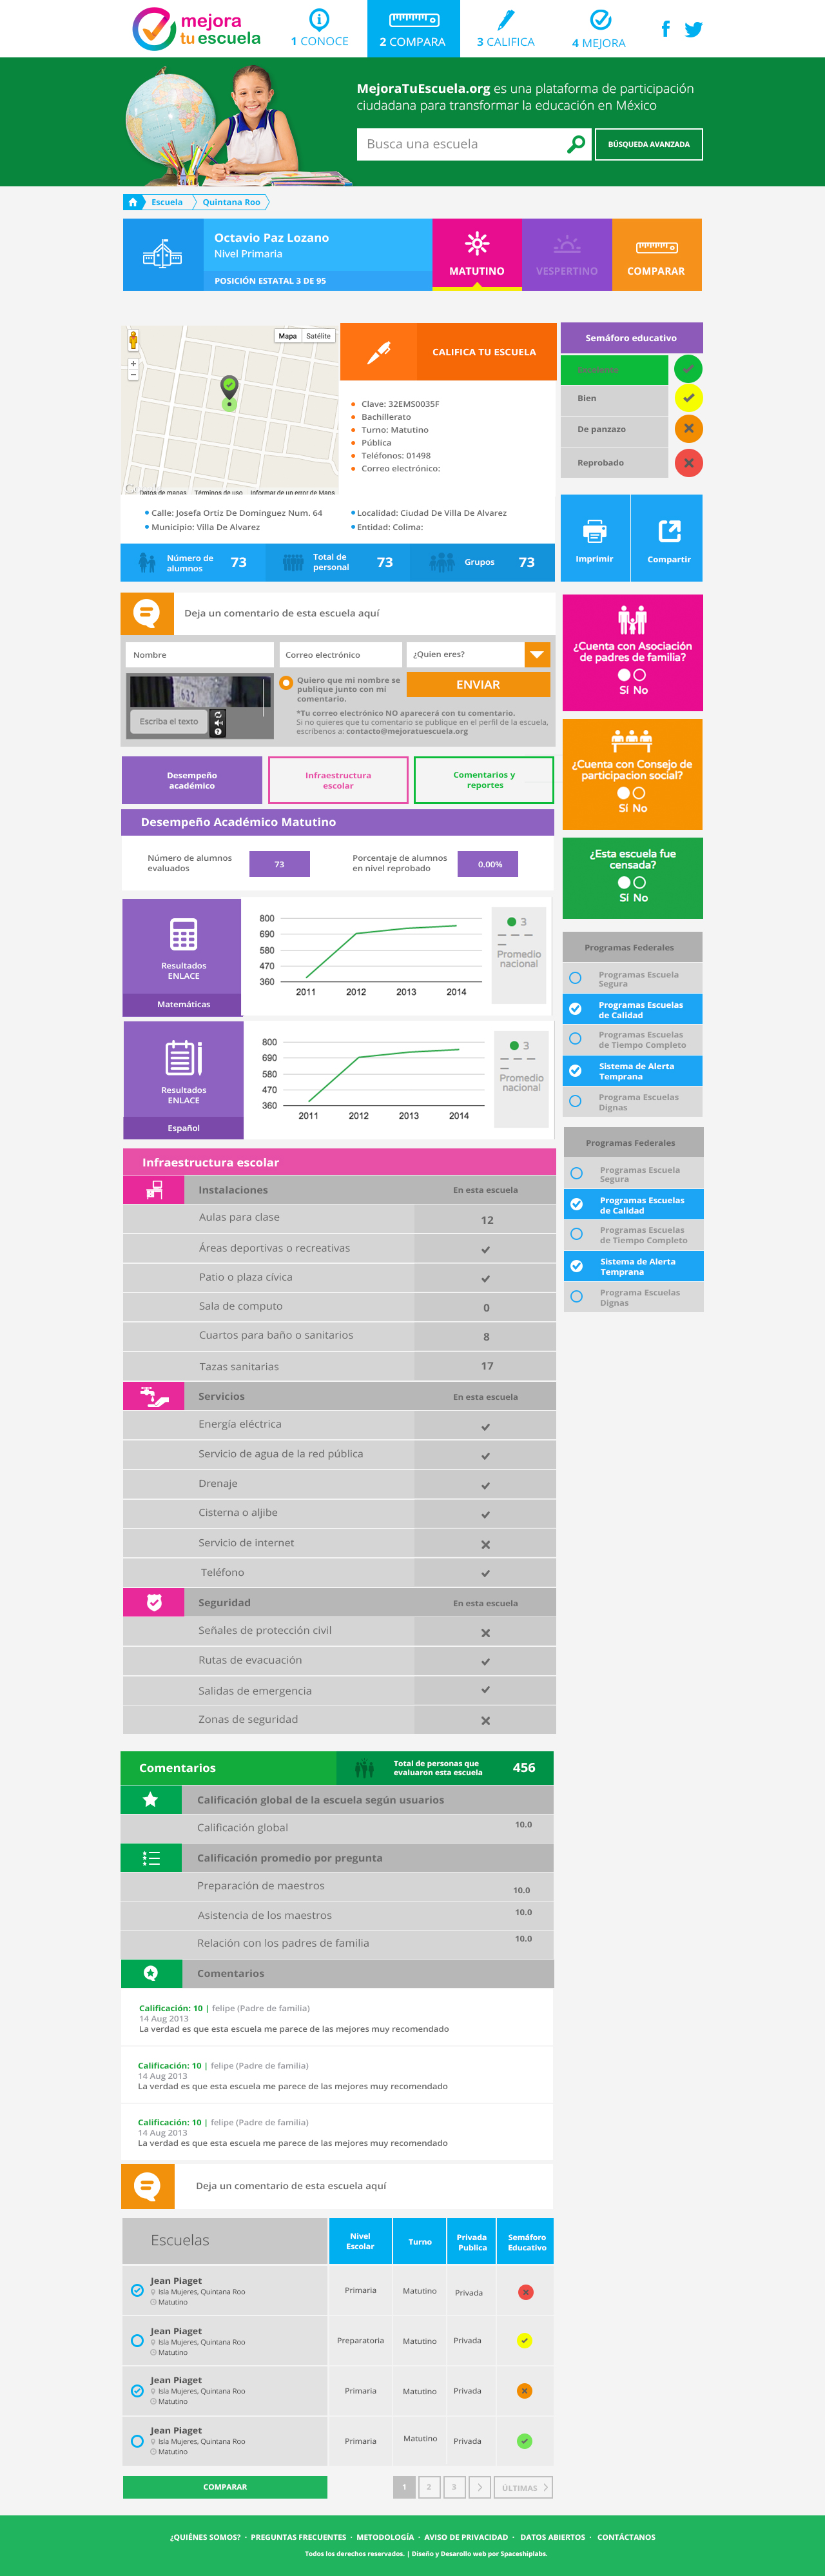 mejora
tu escuela
1 CONOCE
2 COMPARA
3 CALIFICA
4 MEJORA
MejoraTuEscuela.org es una plataforma de participación
ciudadana para transformar la educación en México
Busca una escuela
BÚSQUEDA AVANZADA
Escuela
Quintana Roo
Octavio Paz Lozano
Nivel Primaria
POSICIÓN ESTATAL 3 DE 95
MATUTINO
VESPERTINO
COMPARAR
Mapa
Satélite
Datos de mapas
Términos de uso
Informar de un error de Maps
CALIFICA TU ESCUELA
Clave: 32EMS0035F
Bachillerato
Turno: Matutino
Pública
Teléfonos: 01498
Correo electrónico:
Calle: Josefa Ortiz De Dominguez Num. 64
Municipio: Villa De Alvarez
Localidad: Ciudad De Villa De Alvarez
Entidad: Colima:
Número de
alumnos
73
Total de
personal
73
Grupos
73
Semáforo educativo
Excelente
Bien
De panzazo
Reprobado
Imprimir
Compartir
Deja un comentario de esta escuela aquí
Nombre
Correo electrónico
¿Quien eres?
Escriba el texto
Quiero que mi nombre se
publique junto con mi
comentario.
ENVIAR
*Tu correo electrónico NO aparecerá con tu comentario.
Si no quieres que tu comentario se publique en el perfil de la escuela,
escríbenos a: contacto@mejoratuescuela.org
¿Cuenta con Asociación
de padres de familia?
Sí No
¿Cuenta con Consejo de
participacion social?
Sí No
¿Esta escuela fue
censada?
Sí No
Desempeño
académico
Infraestructura
escolar
Comentarios y
reportes
Desempeño Académico Matutino
Número de alumnos
evaluados
73
Porcentaje de alumnos
en nivel reprobado
0.00%
Resultados
ENLACE
Matemáticas
800
690
580
470
360
2011
2012
2013
2014
3
Promedio
nacional
Resultados
ENLACE
Español
800
690
580
470
360
2011
2012
2013
2014
3
Promedio
nacional
Programas Federales
Programas Escuela
Segura
Programas Escuelas
de Calidad
Programas Escuelas
de Tiempo Completo
Sistema de Alerta
Temprana
Programa Escuelas
Dignas
Programas Federales
Programas Escuela
Segura
Programas Escuelas
de Calidad
Programas Escuelas
de Tiempo Completo
Sistema de Alerta
Temprana
Programa Escuelas
Dignas
Infraestructura escolar
Instalaciones
En esta escuela
Aulas para clase
12
Áreas deportivas o recreativas
Patio o plaza cívica
Sala de computo
0
Cuartos para baño o sanitarios
8
Tazas sanitarias
17
Servicios
En esta escuela
Energía eléctrica
Servicio de agua de la red pública
Drenaje
Cisterna o aljibe
Servicio de internet
Teléfono
Seguridad
En esta escuela
Señales de protección civil
Rutas de evacuación
Salidas de emergencia
Zonas de seguridad
Comentarios
Total de personas que
evaluaron esta escuela
456
Calificación global de la escuela según usuarios
Calificación global
10.0
Calificación promedio por pregunta
Preparación de maestros
10.0
Asistencia de los maestros
10.0
Relación con los padres de familia
10.0
Comentarios
Calificación: 10 | felipe (Padre de familia)
14 Aug 2013
La verdad es que esta escuela me parece de las mejores muy recomendado
Calificación: 10 | felipe (Padre de familia)
14 Aug 2013
La verdad es que esta escuela me parece de las mejores muy recomendado
Calificación: 10 | felipe (Padre de familia)
14 Aug 2013
La verdad es que esta escuela me parece de las mejores muy recomendado
Deja un comentario de esta escuela aquí
Escuelas
Nivel
Escolar
Turno
Privada
Publica
Semáforo
Educativo
Jean Piaget
Isla Mujeres, Quintana Roo
Matutino
Primaria
Matutino
Privada
Jean Piaget
Isla Mujeres, Quintana Roo
Matutino
Preparatoria
Matutino
Privada
Jean Piaget
Isla Mujeres, Quintana Roo
Matutino
Primaria
Matutino
Privada
Jean Piaget
Isla Mujeres, Quintana Roo
Matutino
Primaria
Matutino
Privada
COMPARAR
1
2
3
ÚLTIMAS
¿QUIÉNES SOMOS? · PREGUNTAS FRECUENTES · METODOLOGÍA · AVISO DE PRIVACIDAD · DATOS ABIERTOS · CONTÁCTANOS
Todos los derechos reservados. | Diseño y Desarollo web por Spaceshiplabs.